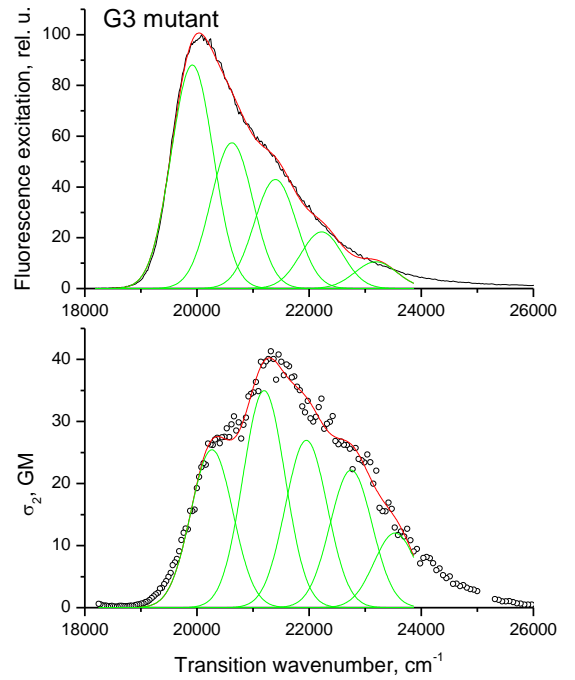 G3 mutant
Fluorescence excitation, rel. u.
100
80
60
40
20
0
18000 20000 22000 24000 26000
σ₂, GM
40
30
20
10
0
18000 20000 22000 24000 26000
Transition wavenumber, cm⁻¹